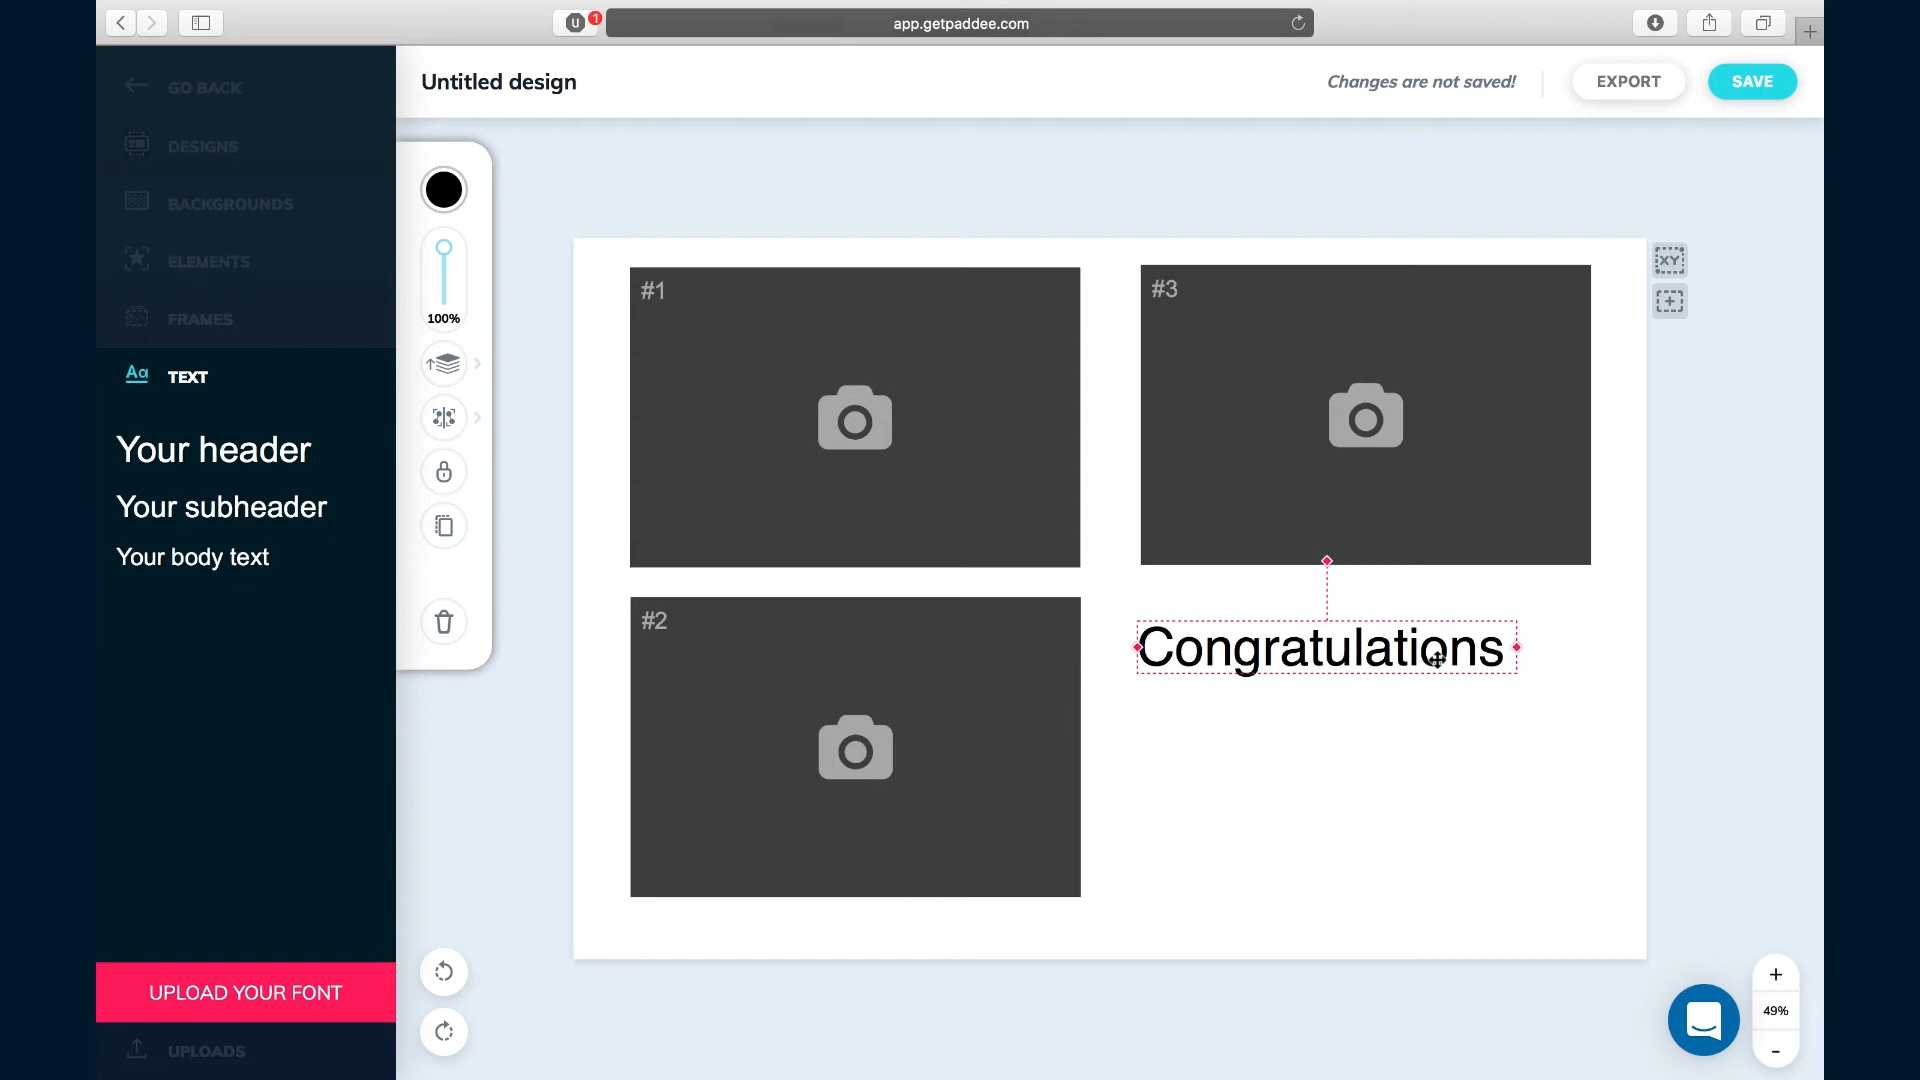 U
1
app.getpaddee.com
GO BACK
DESIGNS
BACKGROUNDS
ELEMENTS
FRAMES
Aa TEXT
Your header
Your subheader
Your body text
UPLOAD YOUR FONT
UPLOADS
Untitled design
Changes are not saved!
EXPORT
SAVE
100%
#1
#2
#3
XY
Congratulations
+
49%
-